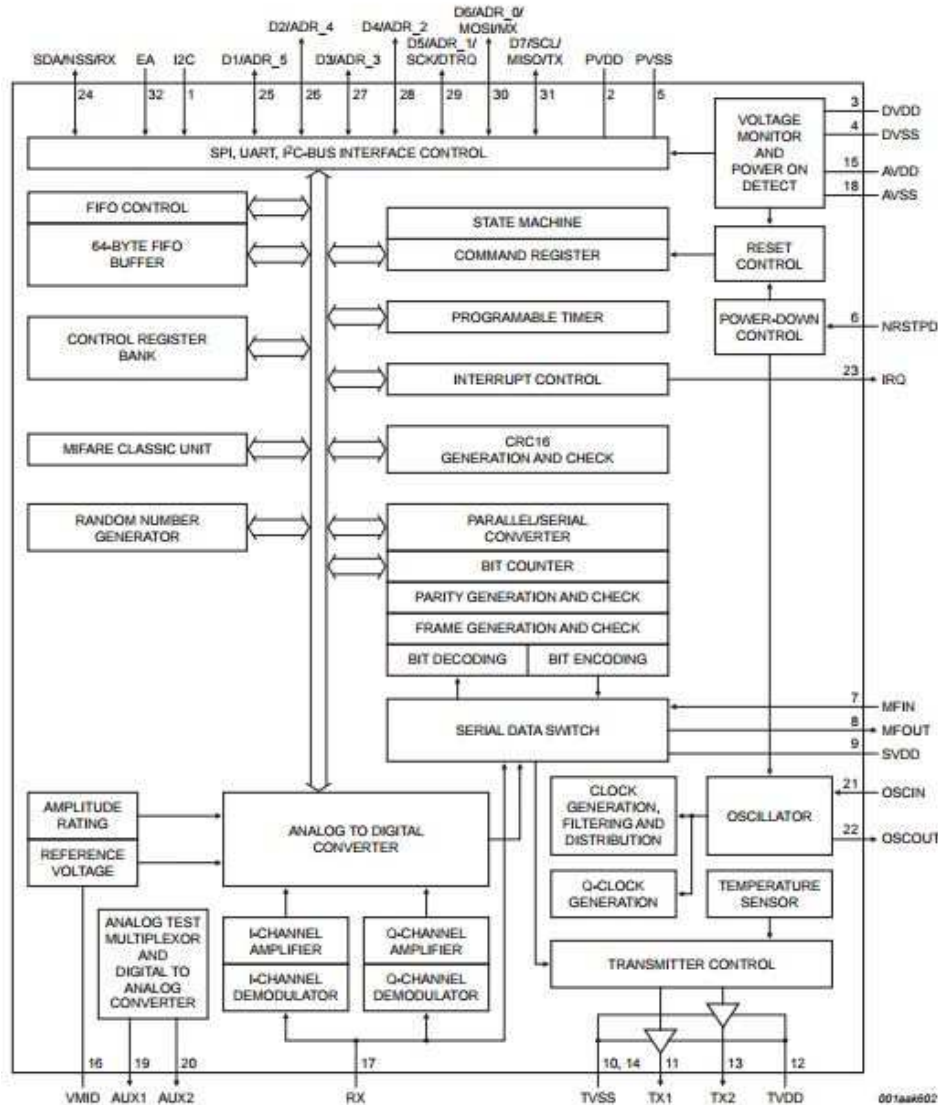 D6/ADR_0/
D2/ADR_4 D4/ADR_2 MOSI/MX
D5/ADR_1/ D7/SCL/
SDA/NSS/RX EA I2C D1/ADR_5 D3/ADR_3 SCK/DTRQ MISO/TX PVDD PVSS
24 32 1 25 26 27 28 29 30 31 2 5
3 DVDD
VOLTAGE
MONITOR
AND
POWER ON
DETECT
4 DVSS
15 AVDD
18 AVSS
SPI, UART, I²C-BUS INTERFACE CONTROL
FIFO CONTROL
64-BYTE FIFO
BUFFER
STATE MACHINE
COMMAND REGISTER
RESET
CONTROL
CONTROL REGISTER
BANK
PROGRAMABLE TIMER
POWER-DOWN
CONTROL
6 NRSTPD
INTERRUPT CONTROL
23 IRQ
MIFARE CLASSIC UNIT
CRC16
GENERATION AND CHECK
RANDOM NUMBER
GENERATOR
PARALLEL/SERIAL
CONVERTER
BIT COUNTER
PARITY GENERATION AND CHECK
FRAME GENERATION AND CHECK
BIT DECODING BIT ENCODING
SERIAL DATA SWITCH
7 MFIN
8 MFOUT
9 SVDD
AMPLITUDE
RATING
REFERENCE
VOLTAGE
ANALOG TO DIGITAL
CONVERTER
CLOCK
GENERATION,
FILTERING AND
DISTRIBUTION
OSCILLATOR
21 OSCIN
22 OSCOUT
Q-CLOCK
GENERATION
TEMPERATURE
SENSOR
ANALOG TEST
MULTIPLEXOR
AND
DIGITAL TO
ANALOG
CONVERTER
I-CHANNEL
AMPLIFIER
I-CHANNEL
DEMODULATOR
Q-CHANNEL
AMPLIFIER
Q-CHANNEL
DEMODULATOR
TRANSMITTER CONTROL
16 19 20 17 10, 14 11 13 12
VMID AUX1 AUX2 RX TVSS TX1 TX2 TVDD
001aak602